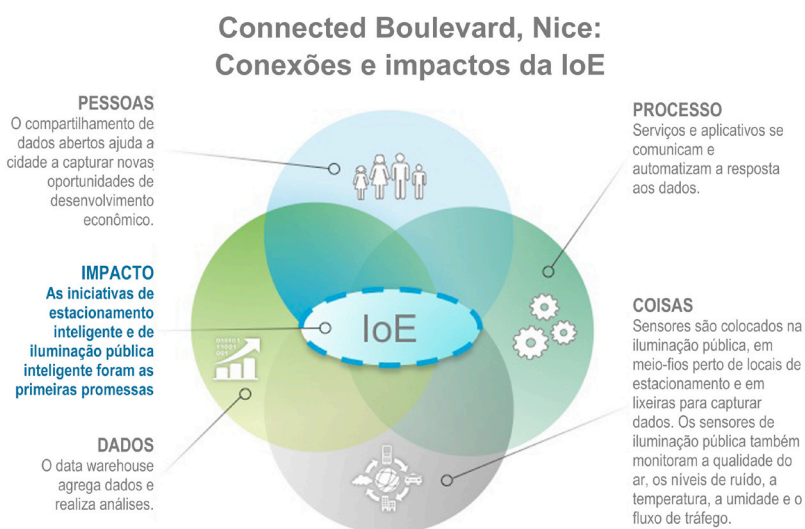 Connected Boulevard, Nice:
Conexões e impactos da IoE
PESSOAS
O compartilhamento de
dados abertos ajuda a
cidade a capturar novas
oportunidades de
desenvolvimento
econômico.
IMPACTO
As iniciativas de
estacionamento
inteligente e de
iluminação pública
inteligente foram as
primeiras promessas
DADOS
O data warehouse
agrega dados e
realiza análises.
IoE
PROCESSO
Serviços e aplicativos se
comunicam e
automatizam a resposta
aos dados.
COISAS
Sensores são colocados na
iluminação pública, em
meio-fios perto de locais de
estacionamento e em
lixeiras para capturar
dados. Os sensores de
iluminação pública também
monitoram a qualidade do
ar, os níveis de ruído, a
temperatura, a umidade e o
fluxo de tráfego.